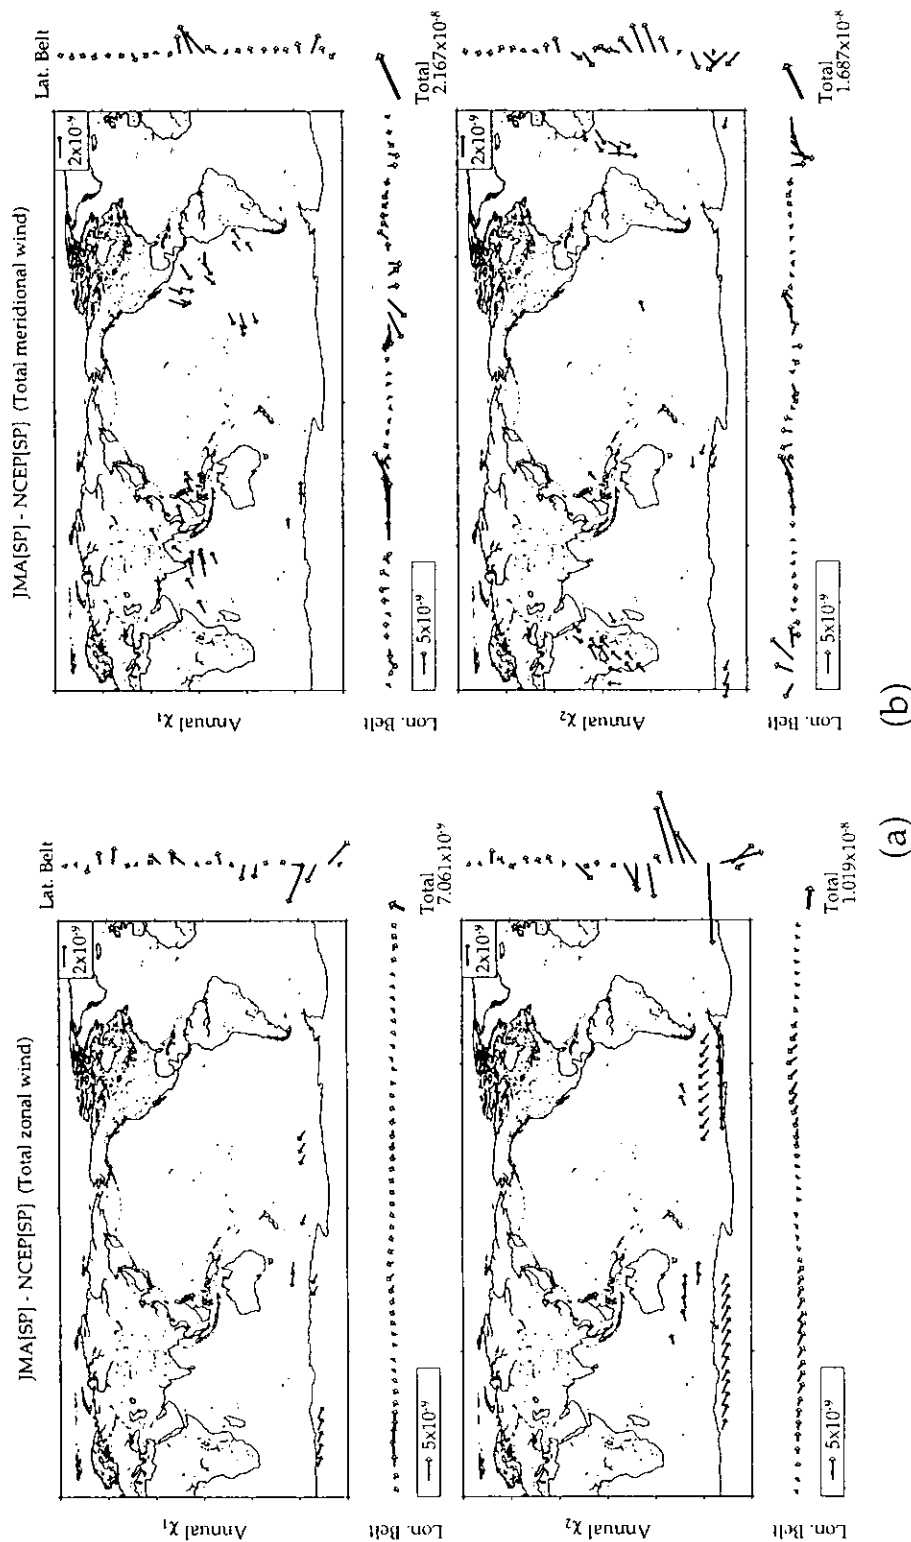 JMA[SP] - NCEP[SP] (Total zonal wind)
Lat. Belt
2x10⁻⁹
Annual χ₁
Lon. Belt
5x10⁻⁹
Total
7.061x10⁻⁹
2x10⁻⁹
Annual χ₂
Lon. Belt
5x10⁻⁹
Total
1.019x10⁻⁸
(a)
JMA[SP] - NCEP[SP] (Total meridional wind)
Lat. Belt
2x10⁻⁹
Annual χ₁
Lon. Belt
5x10⁻⁹
Total
2.167x10⁻⁸
2x10⁻⁹
Annual χ₂
Lon. Belt
5x10⁻⁹
Total
1.687x10⁻⁸
(b)